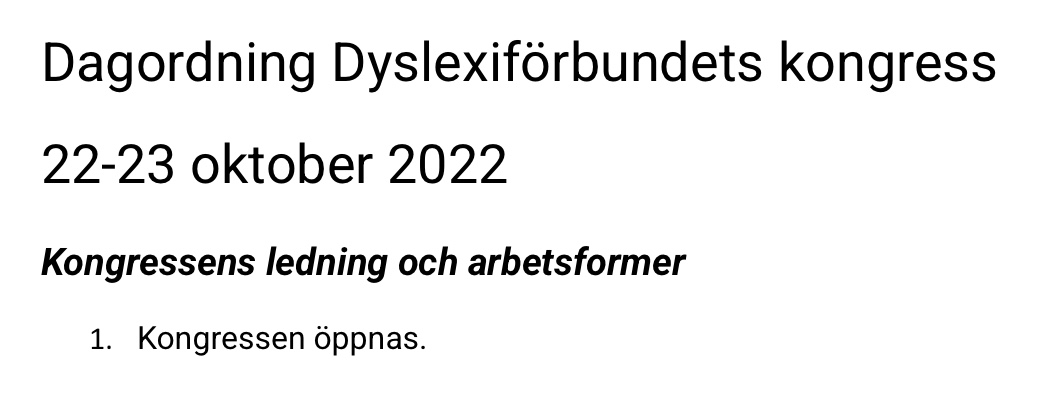 Dagordning Dyslexiförbundets kongress
22-23 oktober 2022
Kongressens ledning och arbetsformer
1. Kongressen öppnas.